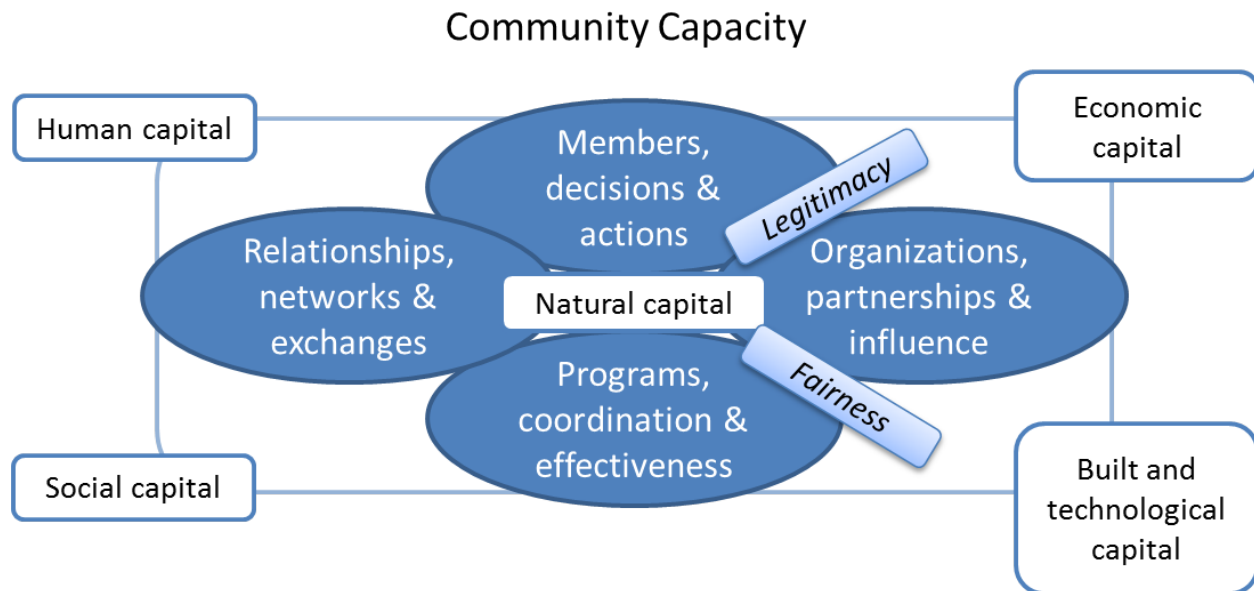 Community Capacity
Human capital
Economic
capital
Members,
decisions &
actions
Legitimacy
Relationships,
networks &
exchanges
Natural capital
Organizations,
partnerships &
influence
Programs,
coordination &
effectiveness
Fairness
Social capital
Built and
technological
capital